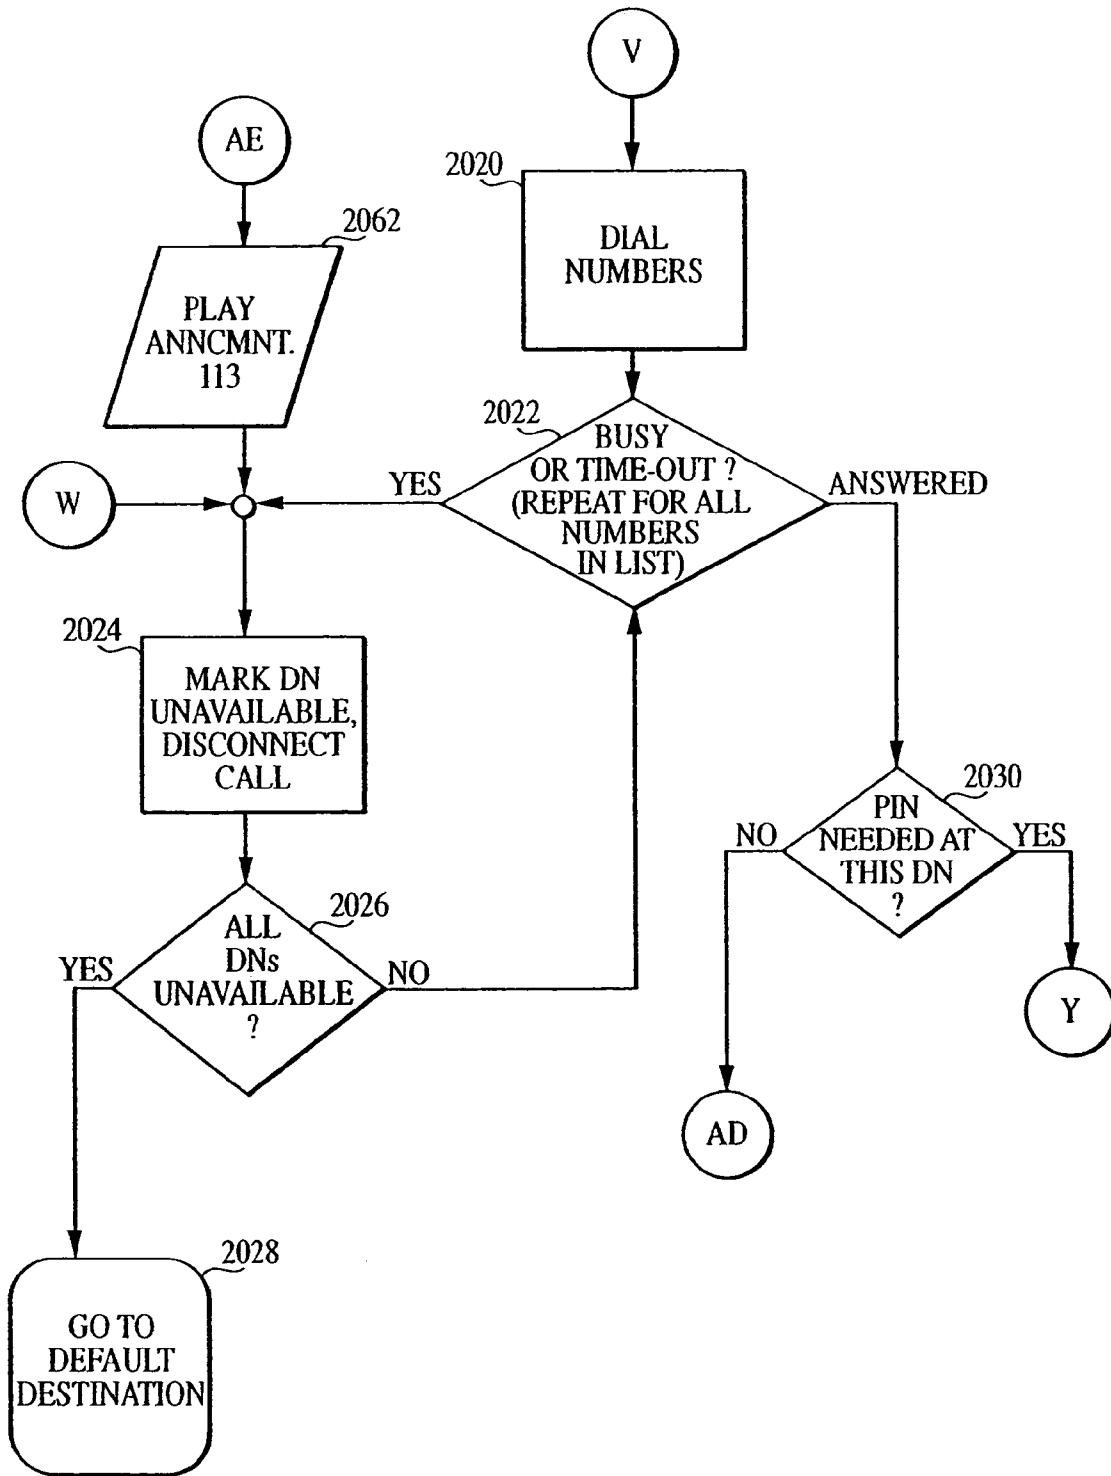 V
AE
2020
2062
DIAL
NUMBERS
PLAY
ANNCMNT.
113
2022
BUSY
OR TIME-OUT ?
(REPEAT FOR ALL
NUMBERS
IN LIST)
YES
ANSWERED
W
2024
MARK DN
UNAVAILABLE,
DISCONNECT
CALL
2030
PIN
NEEDED AT
THIS DN
?
NO
YES
2026
ALL
DNs
UNAVAILABLE
?
YES
NO
Y
AD
2028
GO TO
DEFAULT
DESTINATION